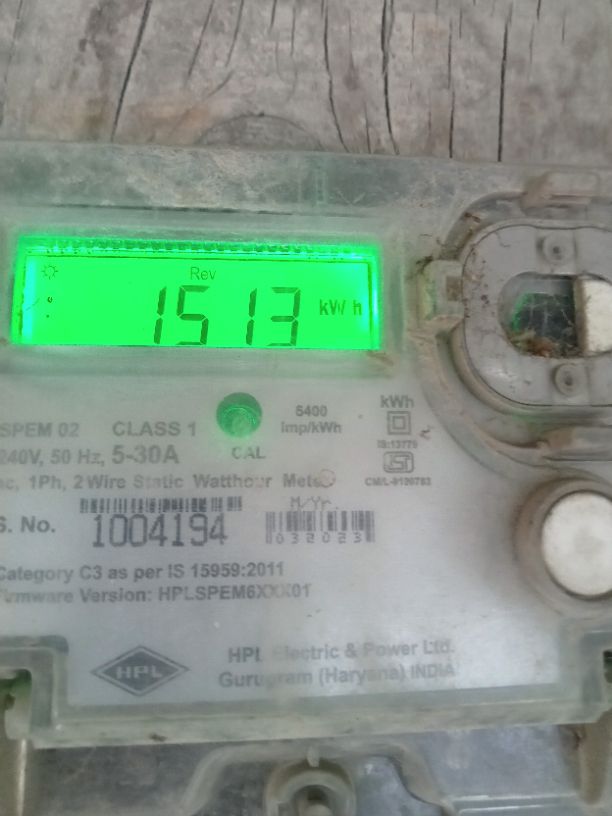 Rev
1513 kWh
SPEM 02 CLASS 1
6400
imp/kWh
kWh
240V, 50 Hz, 5-30A
CAL
IS:13779
ac, 1Ph, 2 Wire Static Watthour Meter
CM/L-9120783
M/Yr.
S. No. 1004194
032023
Category C3 as per IS 15959:2011
Firmware Version: HPLSPEM6XXX01
HPL
HPL Electric & Power Ltd.
Gurugram (Haryana) INDIA